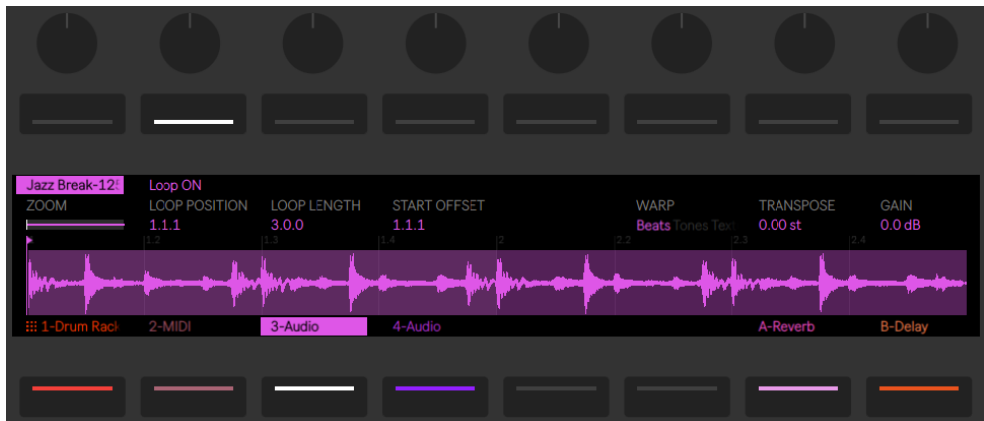 Jazz Break-125 Loop ON
ZOOM LOOP POSITION LOOP LENGTH START OFFSET WARP TRANSPOSE GAIN
1.1.1 3.0.0 1.1.1 Beats Tones Text 0.00 st 0.0 dB
1.2 1.3 1.4 2 2.2 2.3 2.4
1-Drum Rack 2-MIDI 3-Audio 4-Audio A-Reverb B-Delay